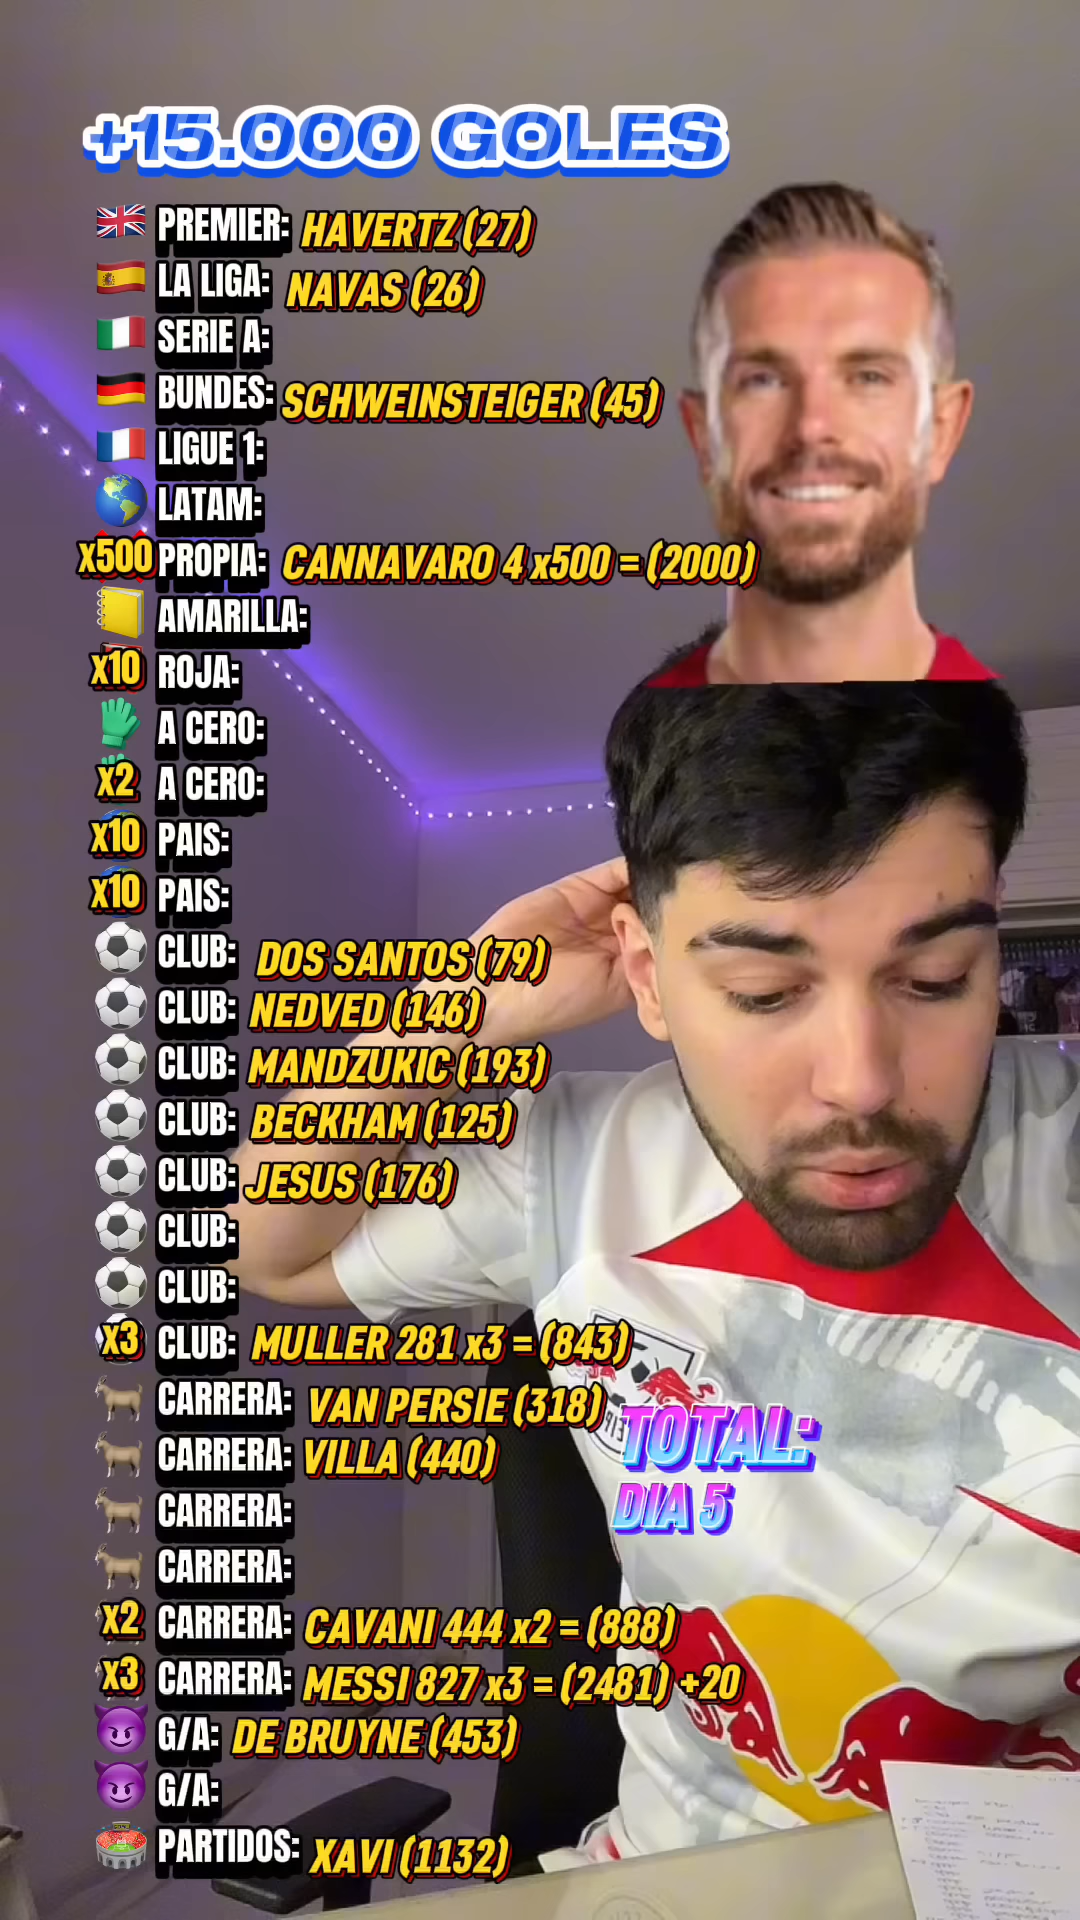 +15.000 GOLES
PREMIER: HAVERTZ (27)
LA LIGA: NAVAS (26)
SERIE A:
BUNDES: SCHWEINSTEIGER (45)
LIGUE 1:
LATAM:
X500 PROPIA: CANNAVARO 4 x500 = (2000)
AMARILLA:
X10 ROJA:
A CERO:
X2 A CERO:
X10 PAIS:
X10 PAIS:
CLUB: DOS SANTOS (79)
CLUB: NEDVED (146)
CLUB: MANDZUKIC (193)
CLUB: BECKHAM (125)
CLUB: JESUS (176)
CLUB:
CLUB:
X3 CLUB: MULLER 281 x3 = (843)
CARRERA: VAN PERSIE (318)
CARRERA: VILLA (440)
TOTAL:
DIA 5
CARRERA:
CARRERA:
X2 CARRERA: CAVANI 444 x2 = (888)
X3 CARRERA: MESSI 827 x3 = (2481) +20
G/A: DE BRUYNE (453)
G/A:
PARTIDOS: XAVI (1132)